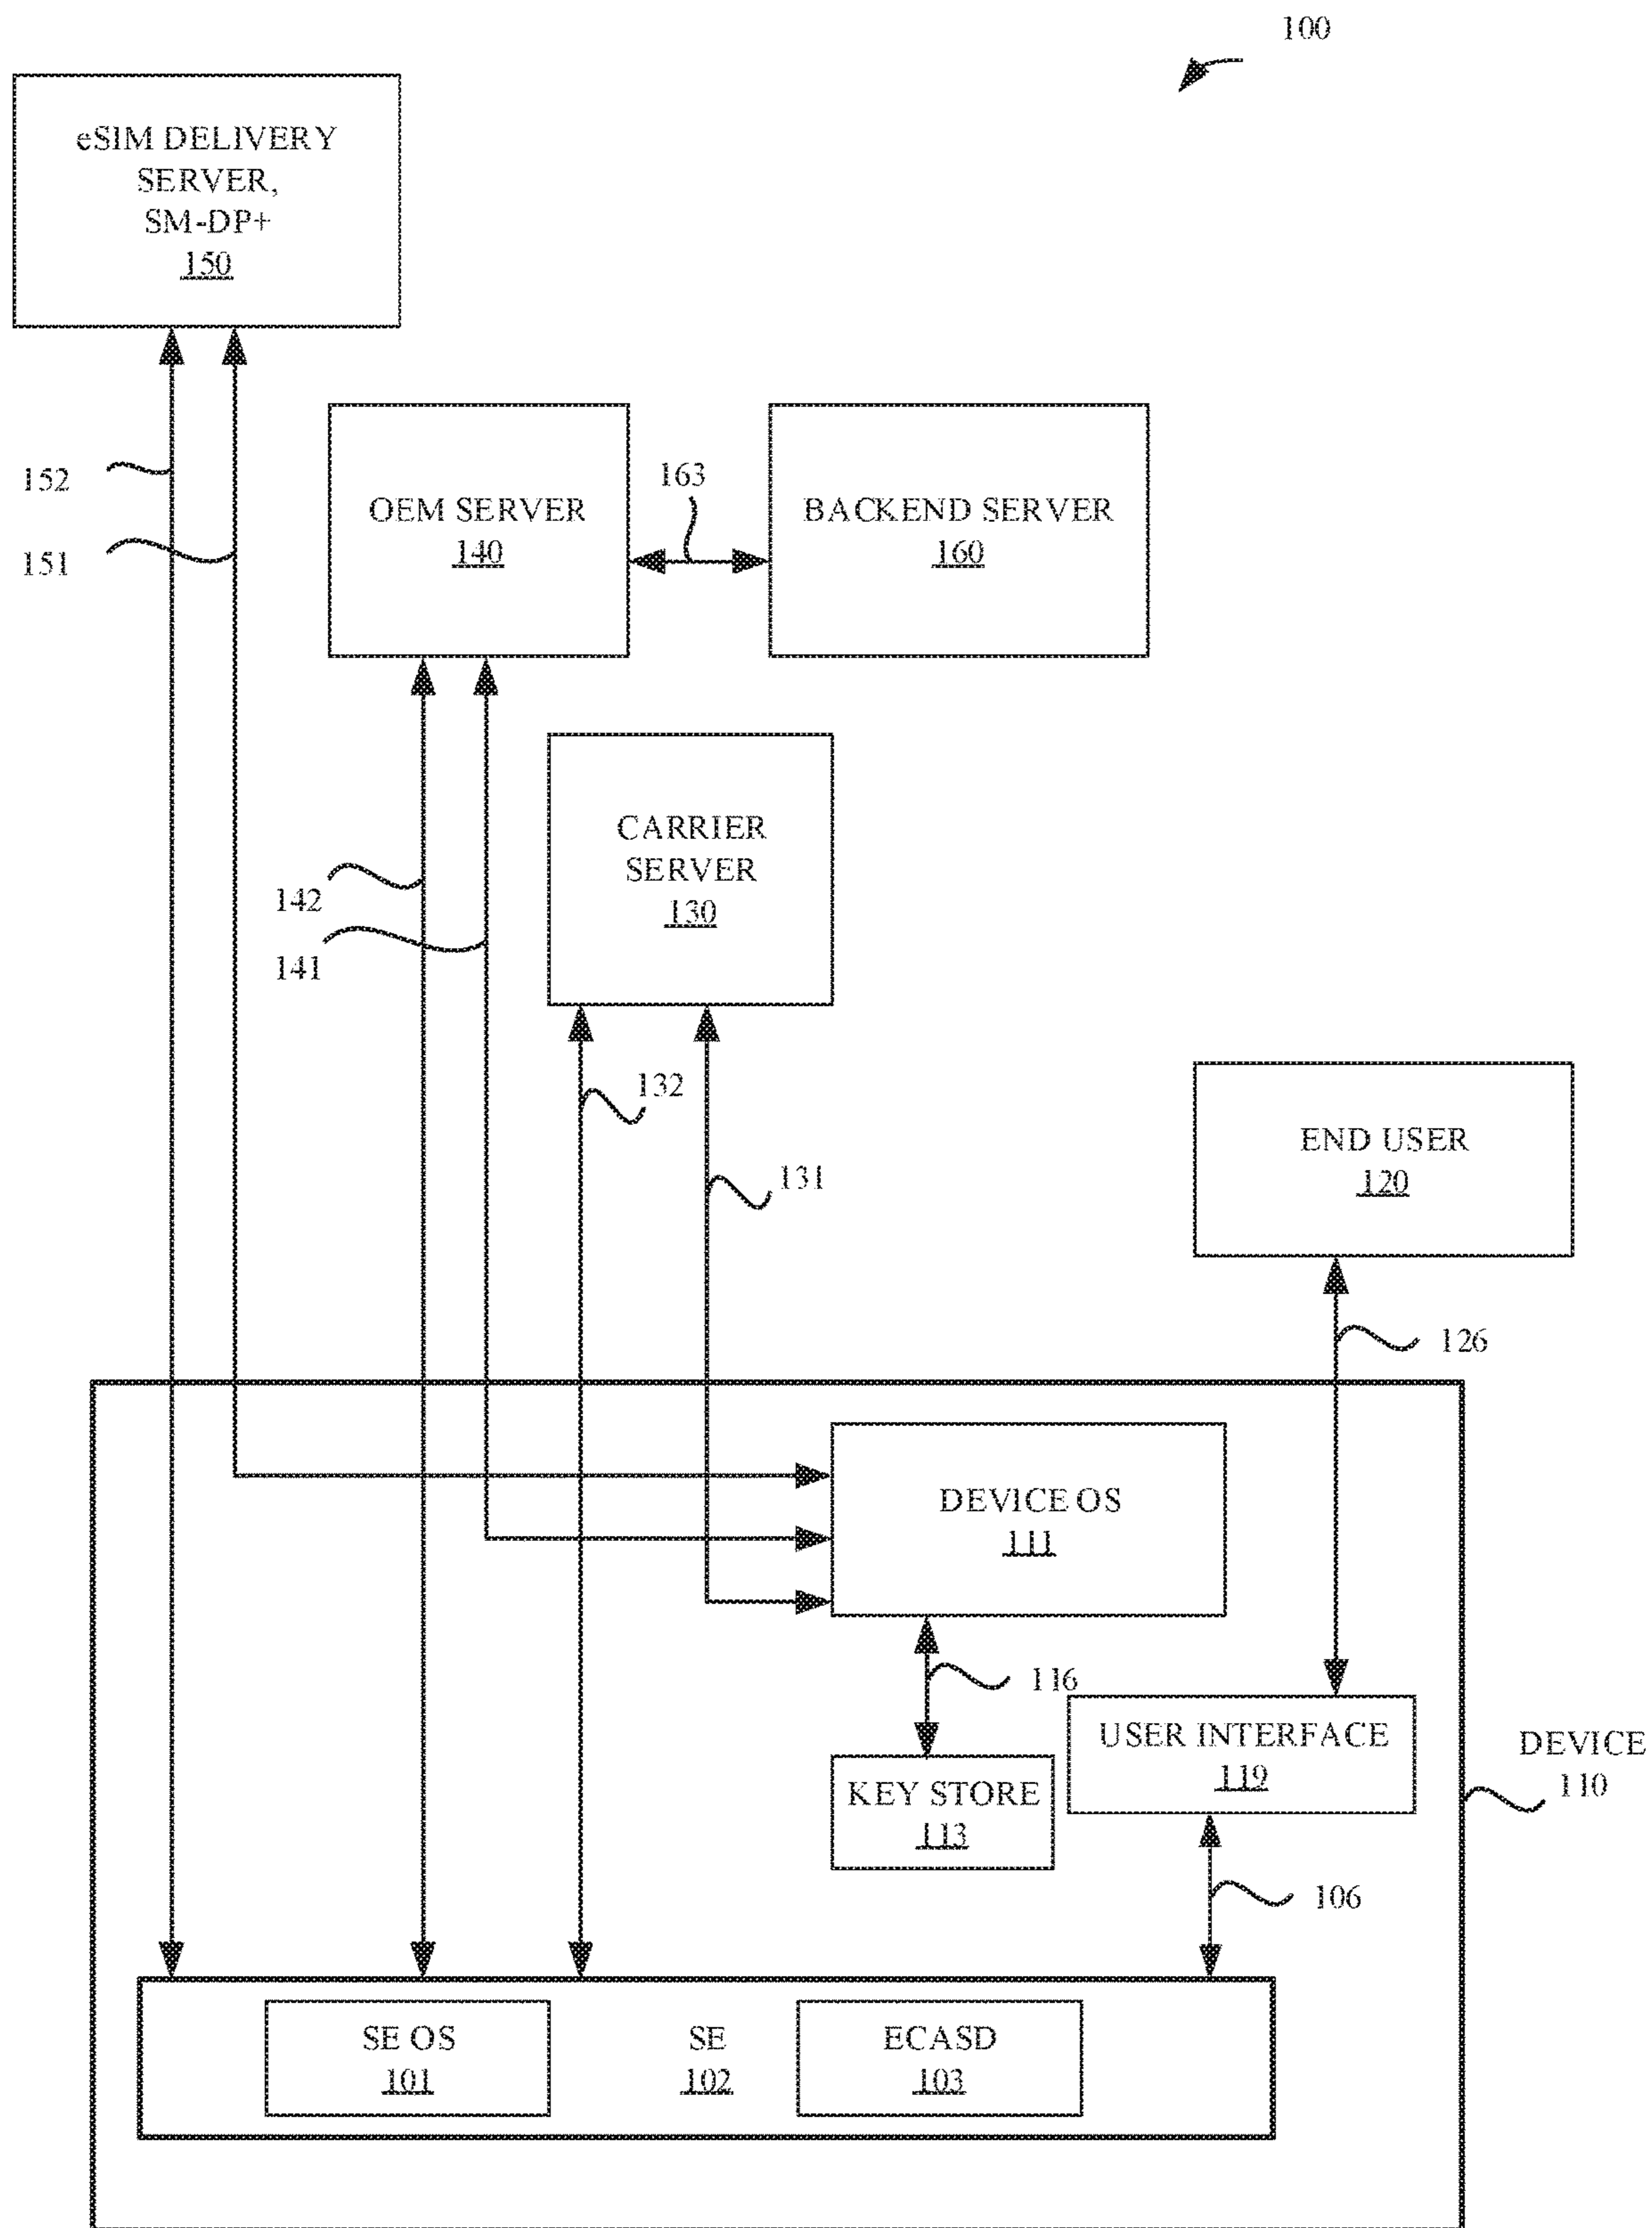 100
eSIM DELIVERY
SERVER,
SM-DP+
150
152
151
OEM SERVER
140
163
BACKEND SERVER
160
142
141
CARRIER
SERVER
130
132
131
END USER
120
126
DEVICE OS
111
116
KEY STORE
113
USER INTERFACE
119
DEVICE
110
106
SE OS
101
SE
102
ECASD
103